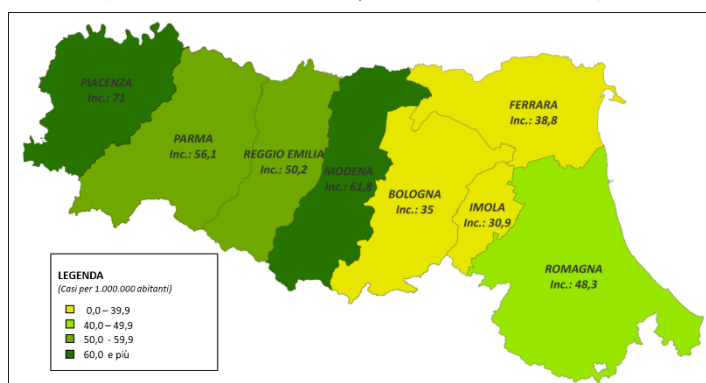 PIACENZA
Inc.: 71
PARMA
Inc.: 56,1
REGGIO EMILIA
Inc.: 50,2
MODENA
Inc.: 61,8
BOLOGNA
Inc.: 35
FERRARA
Inc.: 38,8
IMOLA
Inc.: 30,9
ROMAGNA
Inc.: 48,3
LEGENDA
(Casi per 1.000.000 abitanti)
0,0 – 39,9
40,0 – 49,9
50,0 - 59,9
60,0 e più